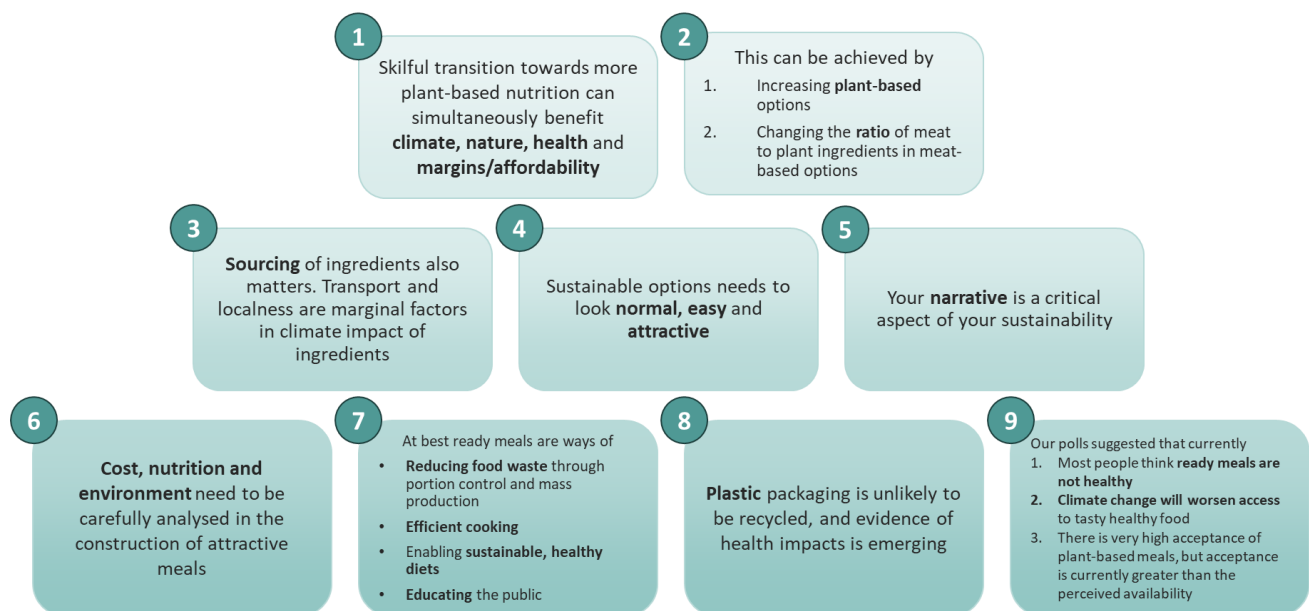 1
Skilful transition towards more
plant-based nutrition can
simultaneously benefit
climate, nature, health and
margins/affordability
2
This can be achieved by
1. Increasing plant-based
options
2. Changing the ratio of meat
to plant ingredients in meat-
based options
3
Sourcing of ingredients also
matters. Transport and
localness are marginal factors
in climate impact of
ingredients
4
Sustainable options needs to
look normal, easy and
attractive
5
Your narrative is a critical
aspect of your sustainability
6
Cost, nutrition and
environment need to be
carefully analysed in the
construction of attractive
meals
7
At best ready meals are ways of
• Reducing food waste through
portion control and mass
production
• Efficient cooking
• Enabling sustainable, healthy
diets
• Educating the public
8
Plastic packaging is unlikely to
be recycled, and evidence of
health impacts is emerging
9
Our polls suggested that currently
1. Most people think ready meals are
not healthy
2. Climate change will worsen access
to tasty healthy food
3. There is very high acceptance of
plant-based meals, but acceptance
is currently greater than the
perceived availability